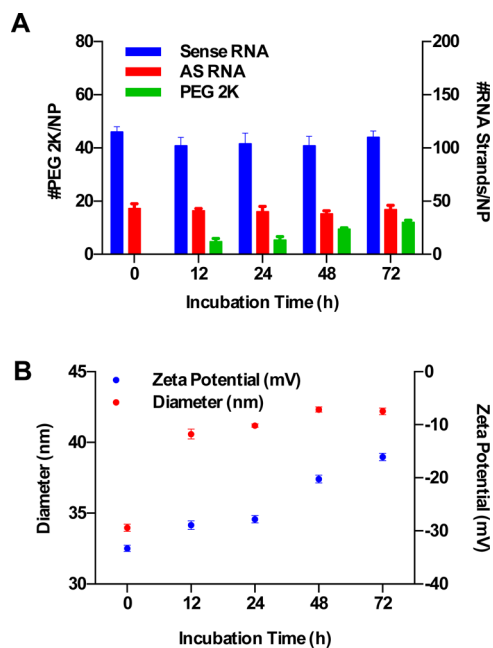 A
80
60
40
20
0
#PEG 2K/NP
Sense RNA
AS RNA
PEG 2K
200
150
100
50
0
#RNA
Strands/NP
0 12 24 48 72
Incubation Time (h)
B
45
40
35
30
Diameter (nm)
Zeta Potential (mV)
Diameter (nm)
-0
-10
-20
-30
-40
Zeta Potential (mV)
0 12 24 48 72
Incubation Time (h)